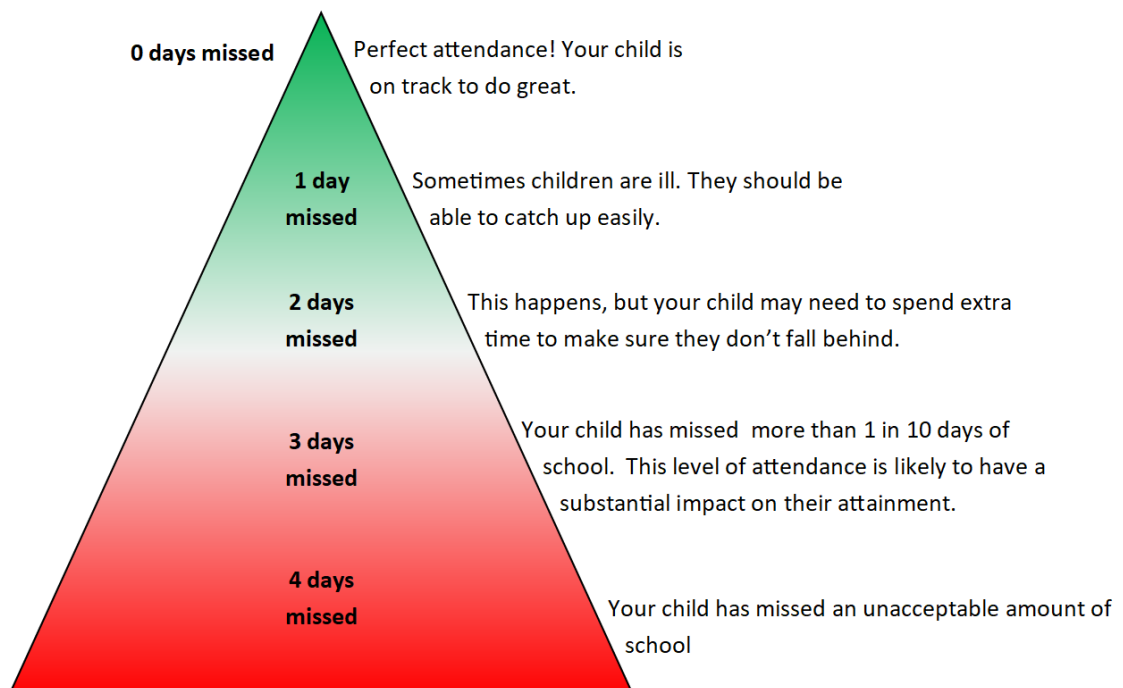 0 days missed
Perfect attendance! Your child is
on track to do great.
1 day
missed
Sometimes children are ill. They should be
able to catch up easily.
2 days
missed
This happens, but your child may need to spend extra
time to make sure they don’t fall behind.
3 days
missed
Your child has missed  more than 1 in 10 days of
school.  This level of attendance is likely to have a
substantial impact on their attainment.
4 days
missed
Your child has missed an unacceptable amount of
school